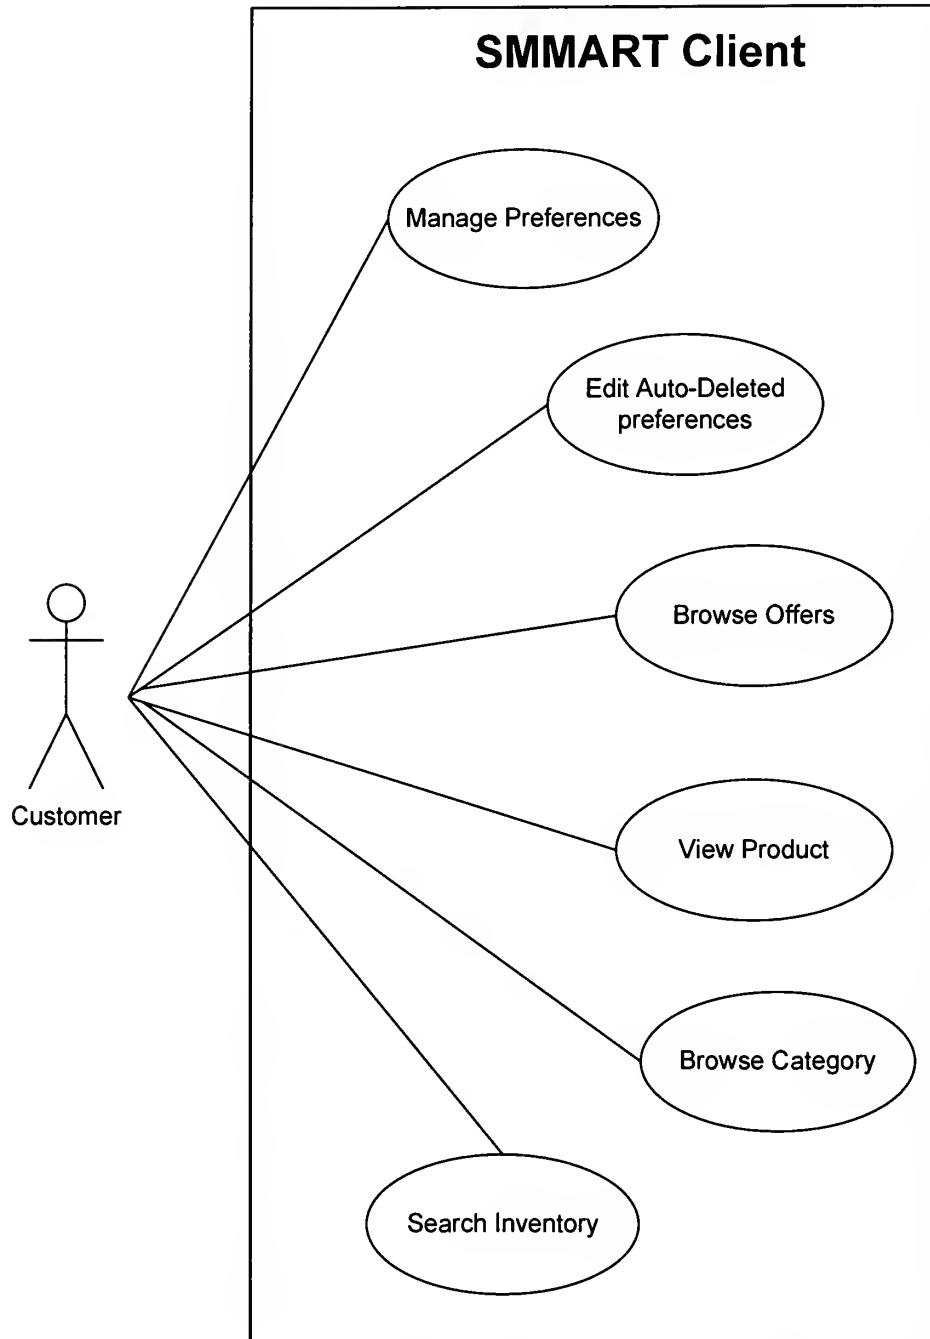 SMMART Client
Manage Preferences
Edit Auto-Deleted
preferences
Browse Offers
Customer
View Product
Browse Category
Search Inventory